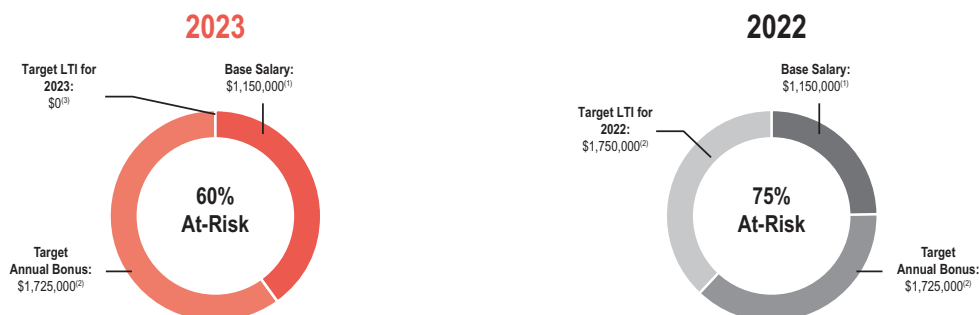 2023
Target LTI for
2023:
$0(3)
Base Salary:
$1,150,000(1)
60%
At-Risk
Target
Annual Bonus:
$1,725,000(2)
2022
Base Salary:
$1,150,000(1)
Target LTI for
2022:
$1,750,000(2)
75%
At-Risk
Target
Annual Bonus:
$1,725,000(2)